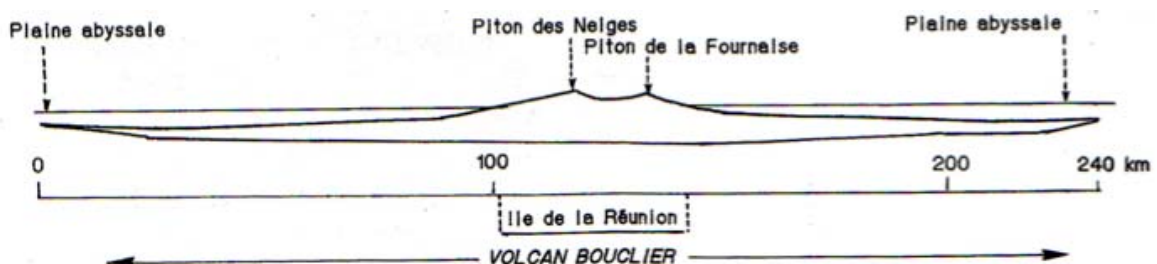 Plaine abyssale
Piton des Neiges
Plaine abyssale
Piton de la Fournaise
0
100
200
240 km
Ile de la Réunion
VOLCAN BOUCLIER